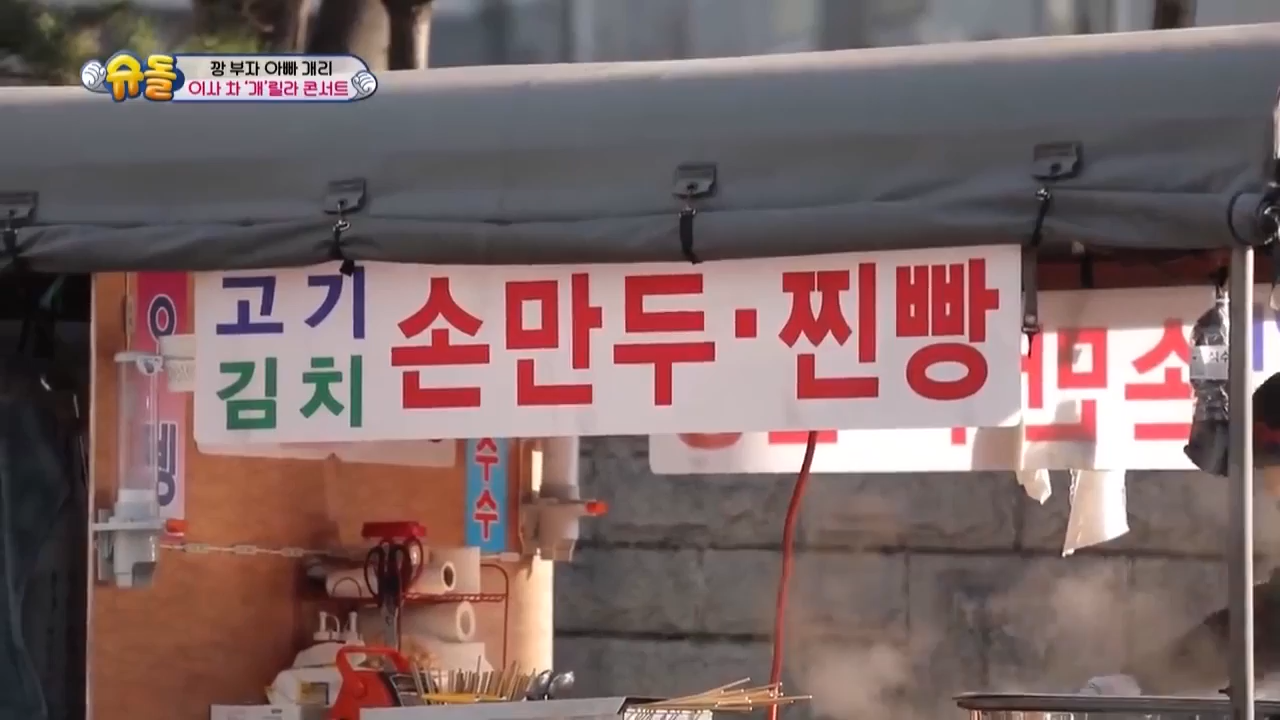 슈돌
깡 부자 아빠 개리
이사 차 '개'릴라 콘서트
고기
김치
손만두·찐빵
수수